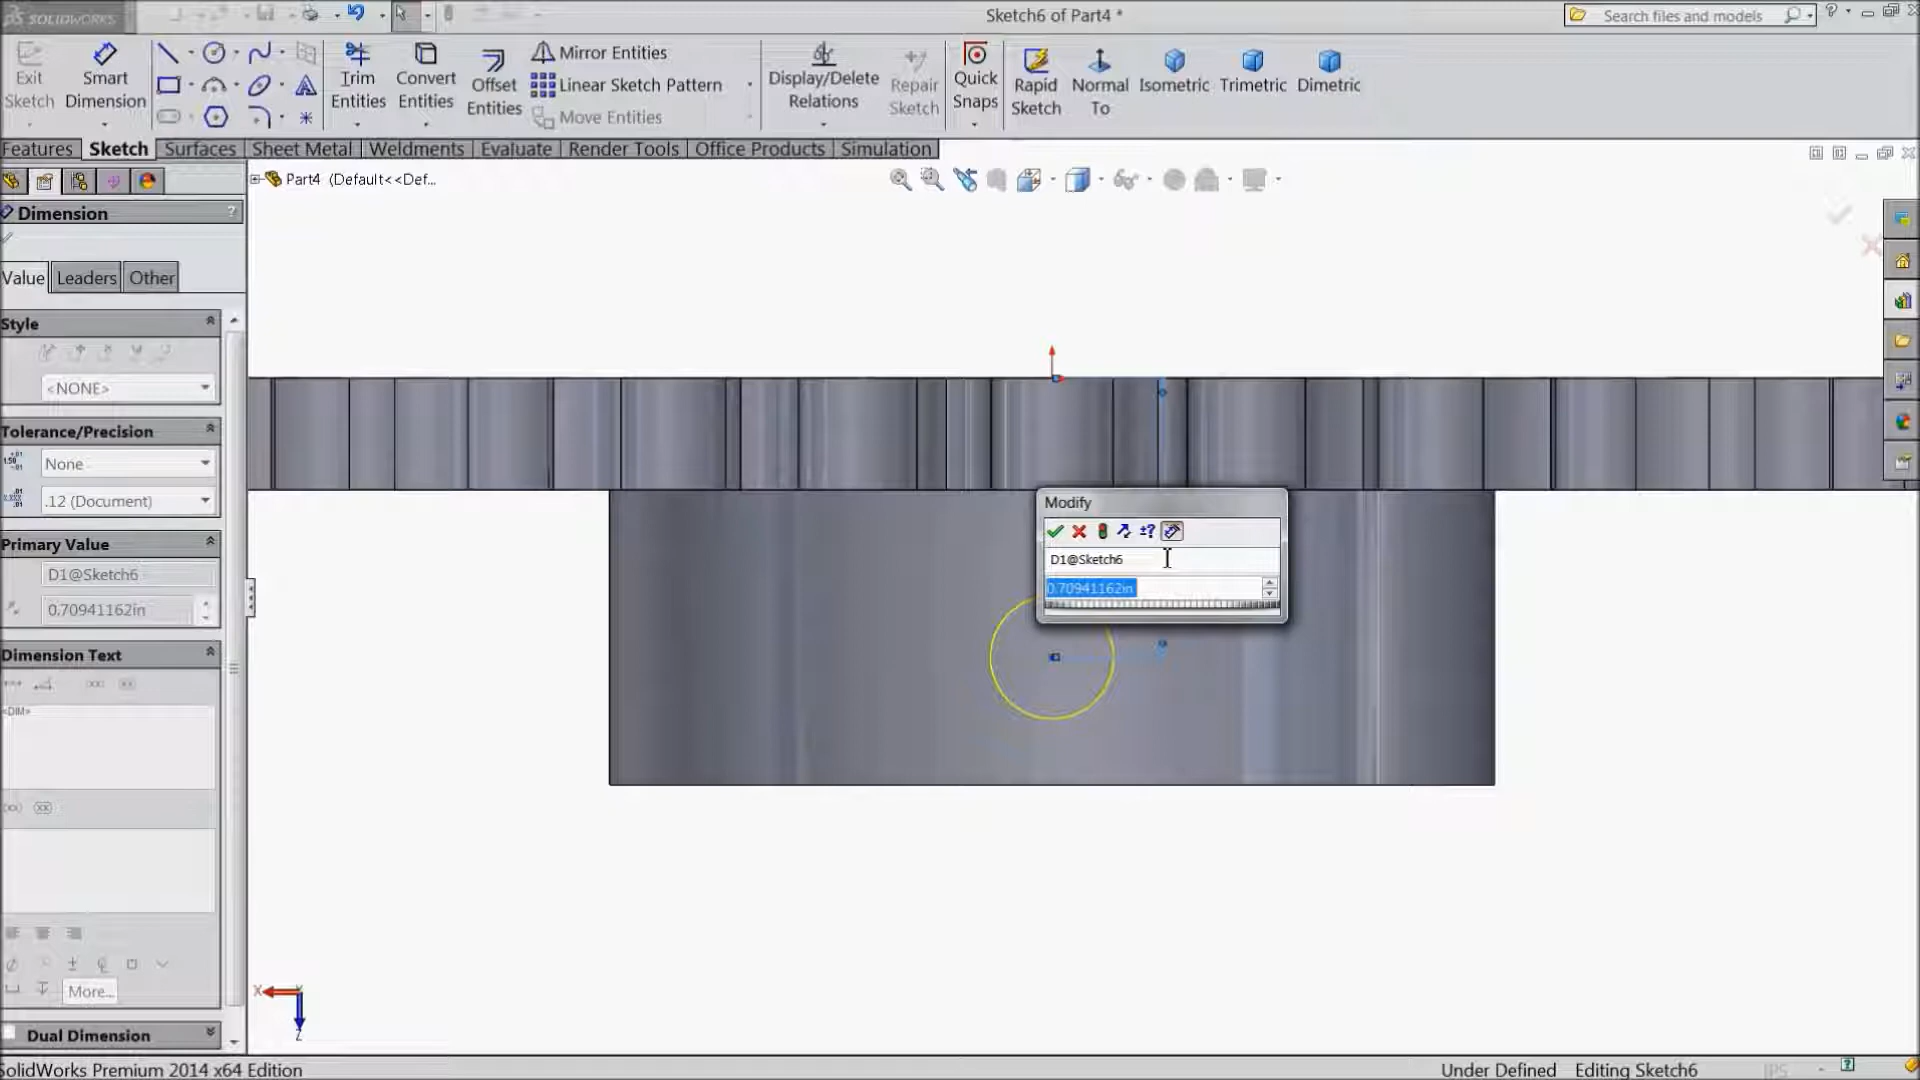 SOLIDWORKS
Sketch6 of Part4 *
Search files and models
?
Exit Sketch
Smart Dimension
Trim Entities
Convert Entities
Offset Entities
Mirror Entities
Linear Sketch Pattern
Move Entities
Display/Delete Relations
Repair Sketch
Quick Snaps
Rapid Sketch
Normal To
Isometric
Trimetric
Dimetric
Features
Sketch
Surfaces
Sheet Metal
Weldments
Evaluate
Render Tools
Office Products
Simulation
Part4 (Default<<Def...
Dimension
?
Value
Leaders
Other
Style
<NONE>
Tolerance/Precision
None
.12 (Document)
Primary Value
D1@Sketch6
0.70941162in
Dimension Text
<DIM>
More...
Dual Dimension
Modify
D1@Sketch6
0.70941162in
X
Z
SolidWorks Premium 2014 x64 Edition
Under Defined
Editing Sketch6
IPS